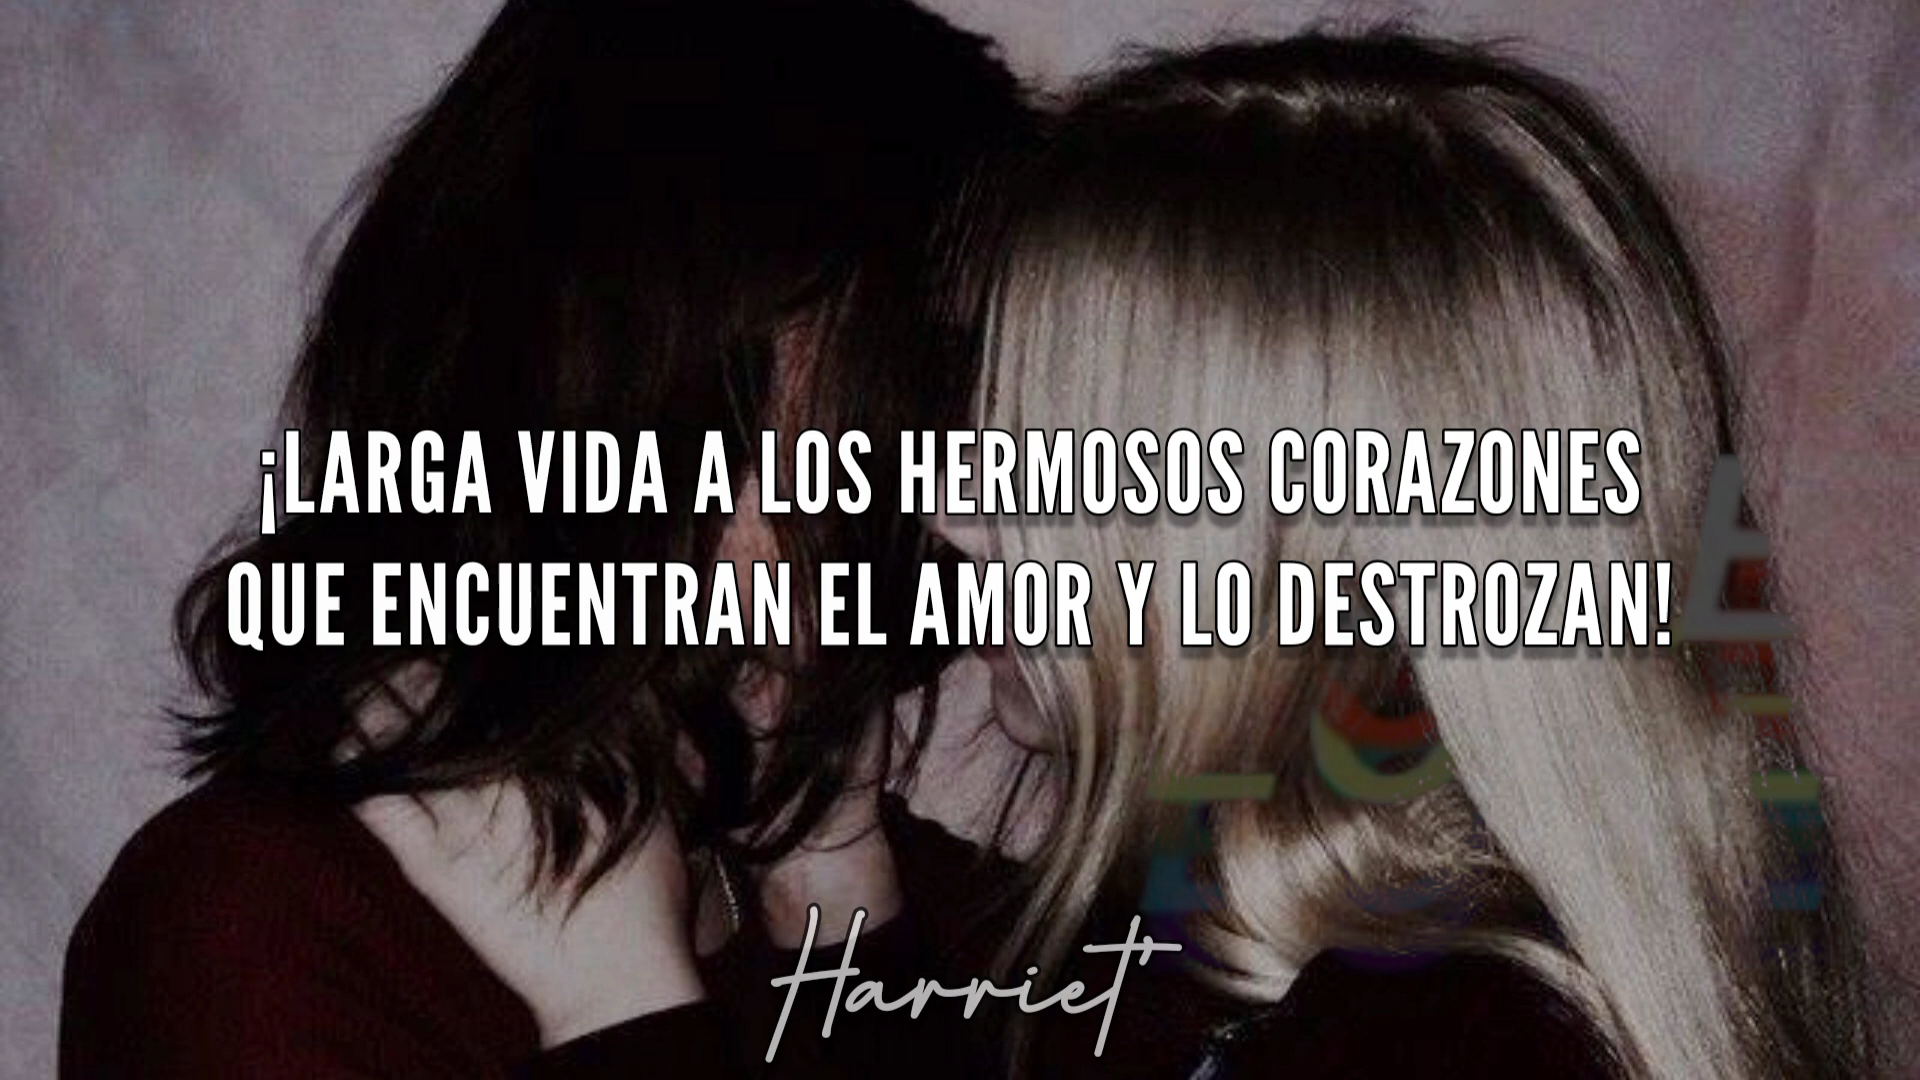 ¡LARGA VIDA A LOS HERMOSOS CORAZONES
QUE ENCUENTRAN EL AMOR Y LO DESTROZAN!
Harriet'